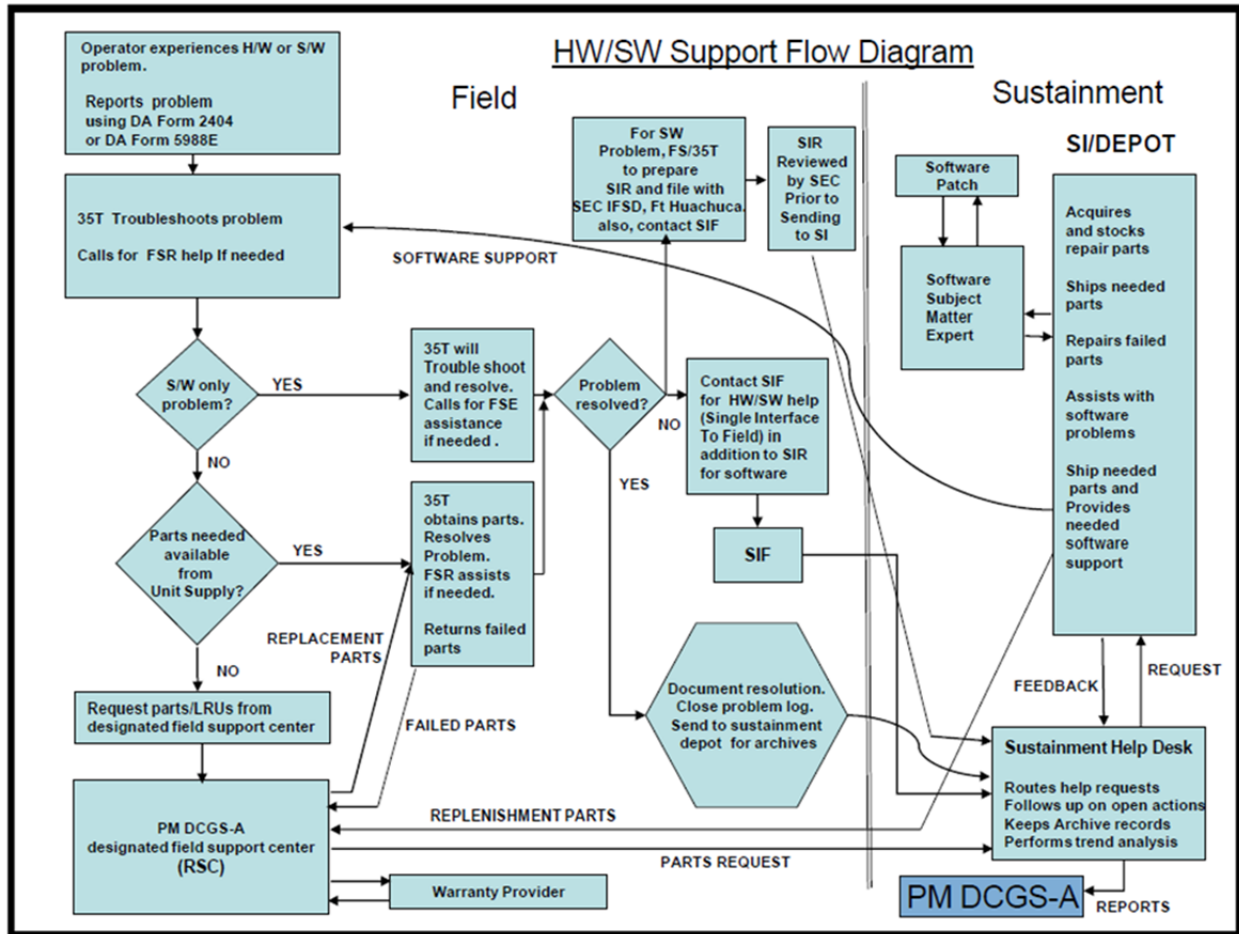 HW/SW Support Flow Diagram
Field
Sustainment
SI/DEPOT
Operator experiences H/W or S/W
problem.
Reports problem
using DA Form 2404
or DA Form 5988E
35T Troubleshoots problem
Calls for FSR help If needed
S/W only
problem?
YES
NO
35T will
Trouble shoot
and resolve.
Calls for FSE
assistance
if needed .
Parts needed
available
from
Unit Supply?
YES
NO
35T
obtains parts.
Resolves
Problem.
FSR assists
if needed.
Returns failed
parts
REPLACEMENT
PARTS
FAILED PARTS
Request parts/LRUs from
designated field support center
PM DCGS-A
designated field support center
(RSC)
Warranty Provider
REPLENISHMENT PARTS
PARTS REQUEST
SOFTWARE SUPPORT
Problem
resolved?
NO
YES
For SW
Problem, FS/35T
to prepare
SIR and file with
SEC IFSD, Ft Huachuca.
also, contact SIF
SIR
Reviewed
by SEC
Prior to
Sending
to SI
Contact SIF
for HW/SW help
(Single Interface
To Field) in
addition to SIR
for software
SIF
Document resolution.
Close problem log.
Send to sustainment
depot for archives
Software
Patch
Software
Subject
Matter
Expert
Acquires
and stocks
repair parts
Ships needed
parts
Repairs failed
parts
Assists with
software
problems
Ship needed
parts and
Provides
needed
software
support
FEEDBACK
REQUEST
Sustainment Help Desk
Routes help requests
Follows up on open actions
Keeps Archive records
Performs trend analysis
PM DCGS-A
REPORTS